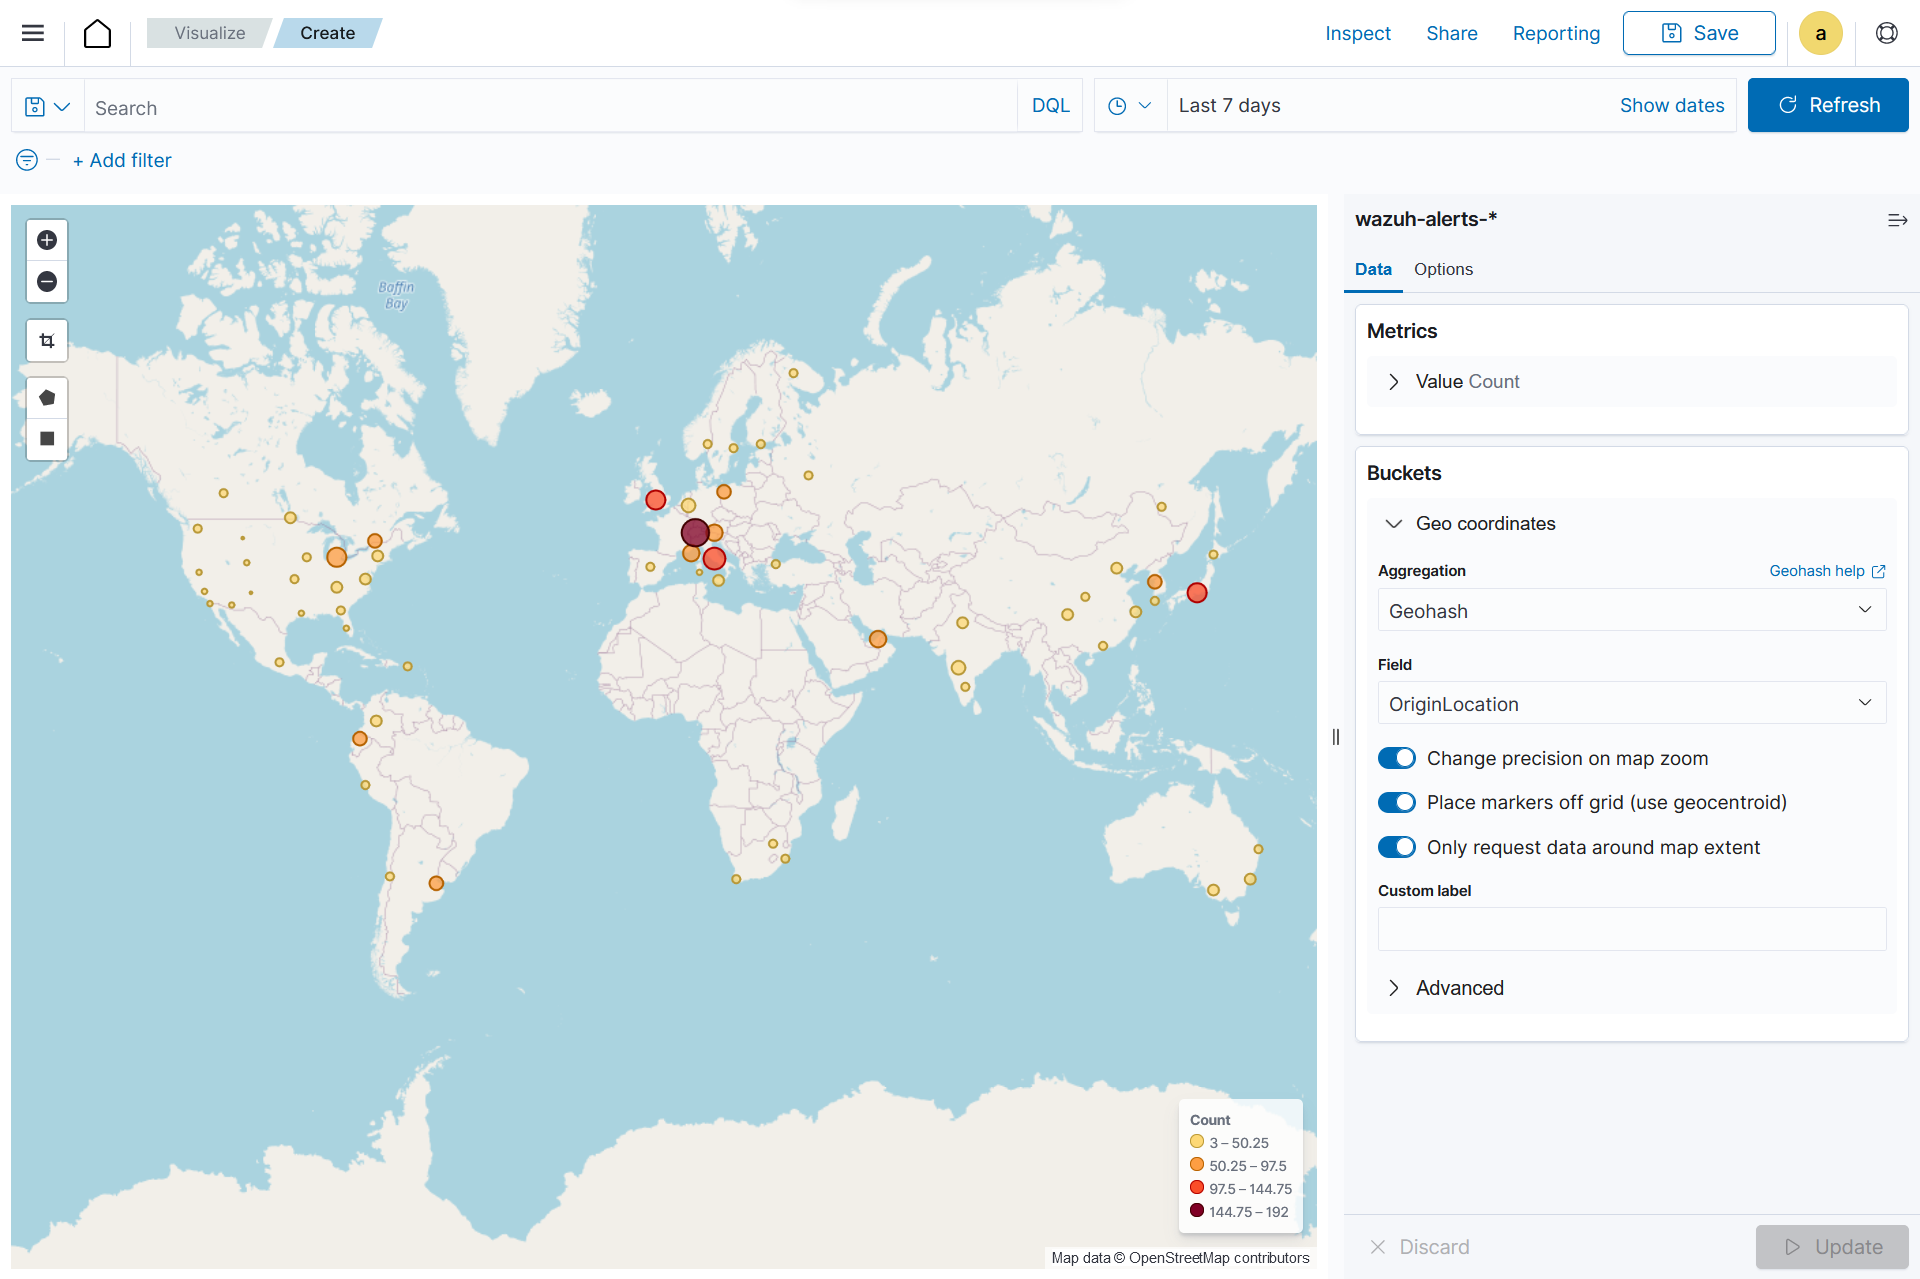 Visualize
Create
Inspect
Share
Reporting
Save
a
Search
DQL
Last 7 days
Show dates
Refresh
+ Add filter
Baffin
Bay
wazuh-alerts-*
Data
Options
Metrics
Value Count
Buckets
Geo coordinates
Aggregation
Geohash help
Geohash
Field
OriginLocation
Change precision on map zoom
Place markers off grid (use geocentroid)
Only request data around map extent
Custom label
Advanced
Count
3 – 50.25
50.25 – 97.5
97.5 – 144.75
144.75 – 192
Map data © OpenStreetMap contributors
Discard
Update